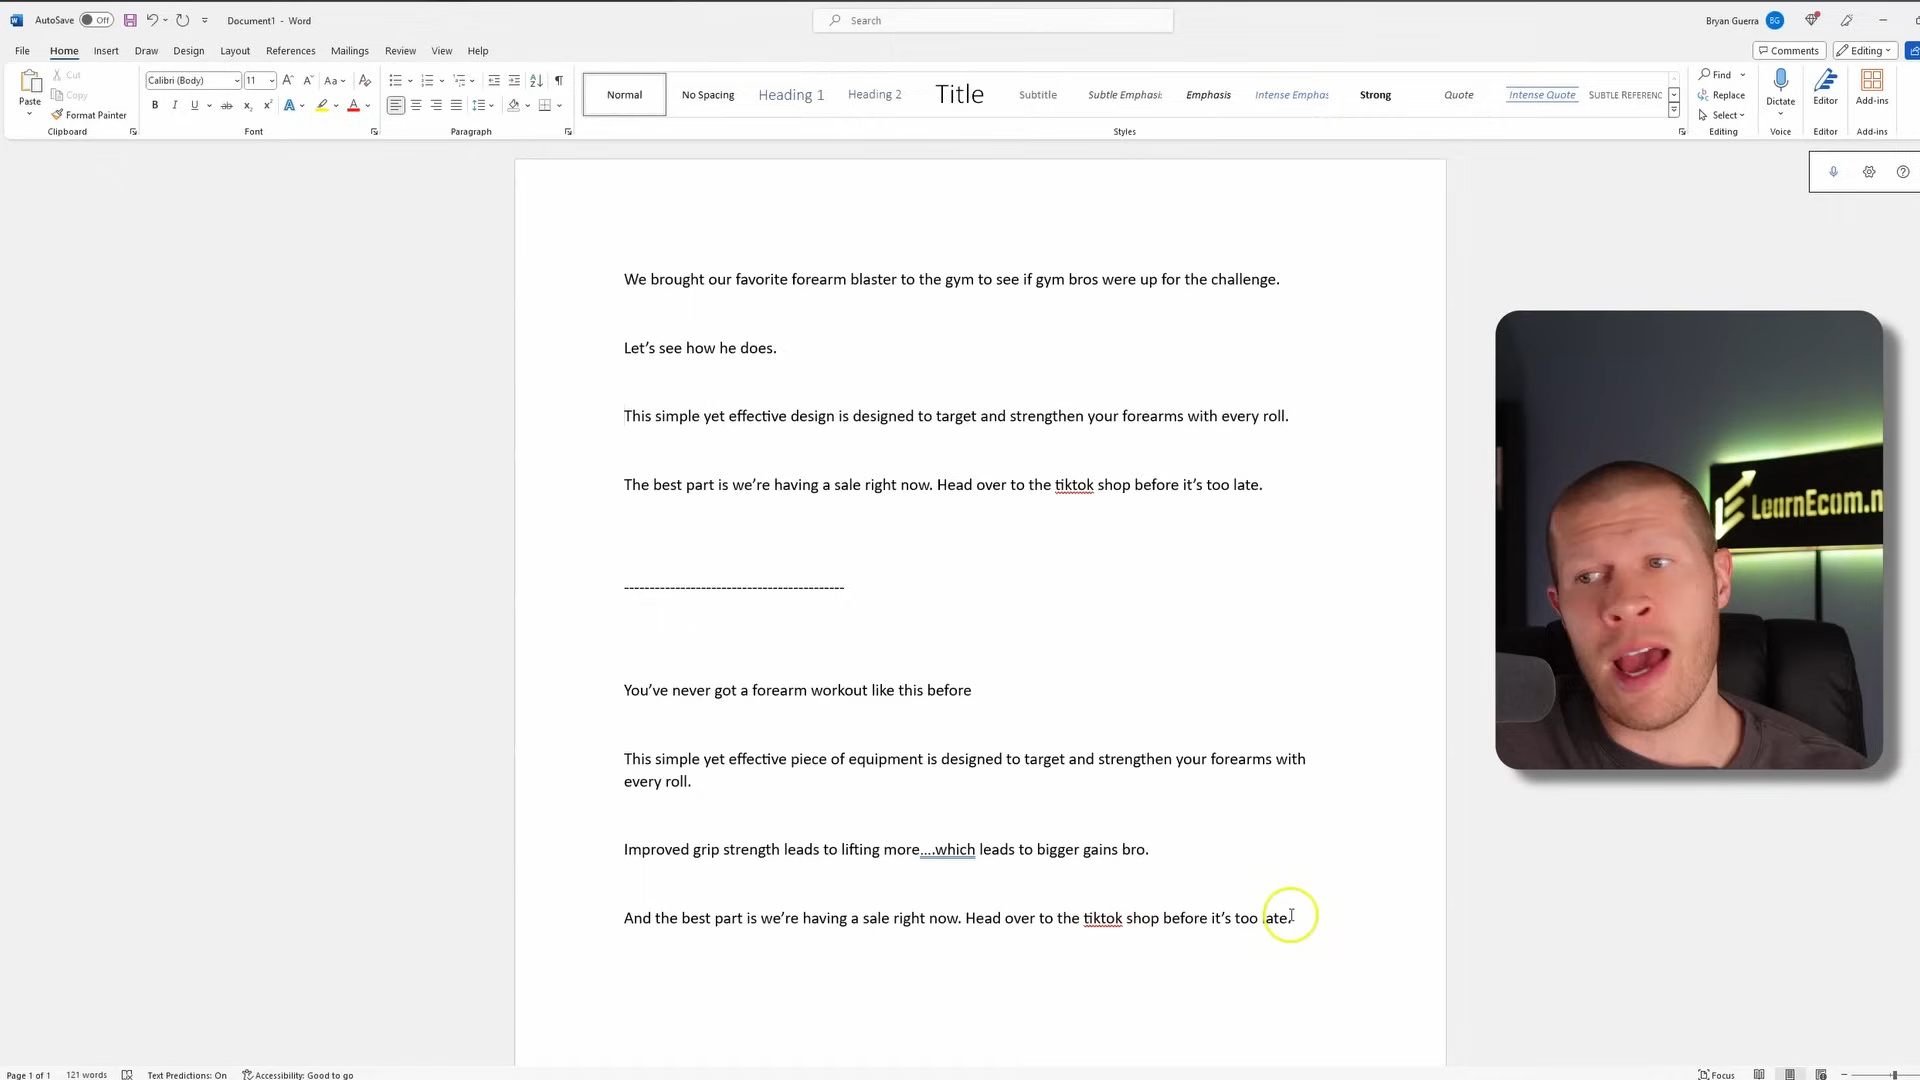 AutoSave Off Document1 - Word Search Bryan Guerra BG
File Home Insert Draw Design Layout References Mailings Review View Help Comments Editing
Paste Cut Copy Format Painter
Calibri (Body) 11
Normal No Spacing Heading 1 Heading 2 Title Subtitle Subtle Emphasi: Emphasis Intense Emphas Strong Quote Intense Quote SUBTLE REFERENC
Find Replace Select Dictate Editor Add-ins
Clipboard Font Paragraph Styles Editing Voice Editor Add-ins
We brought our favorite forearm blaster to the gym to see if gym bros were up for the challenge.
Let’s see how he does.
This simple yet effective design is designed to target and strengthen your forearms with every roll.
The best part is we’re having a sale right now. Head over to the tiktok shop before it’s too late.
-------------------------------------------
You’ve never got a forearm workout like this before
This simple yet effective piece of equipment is designed to target and strengthen your forearms with
every roll.
Improved grip strength leads to lifting more....which leads to bigger gains bro.
And the best part is we’re having a sale right now. Head over to the tiktok shop before it’s too late.
LearnEcom.n
Page 1 of 1 121 words Text Predictions: On Accessibility: Good to go Focus